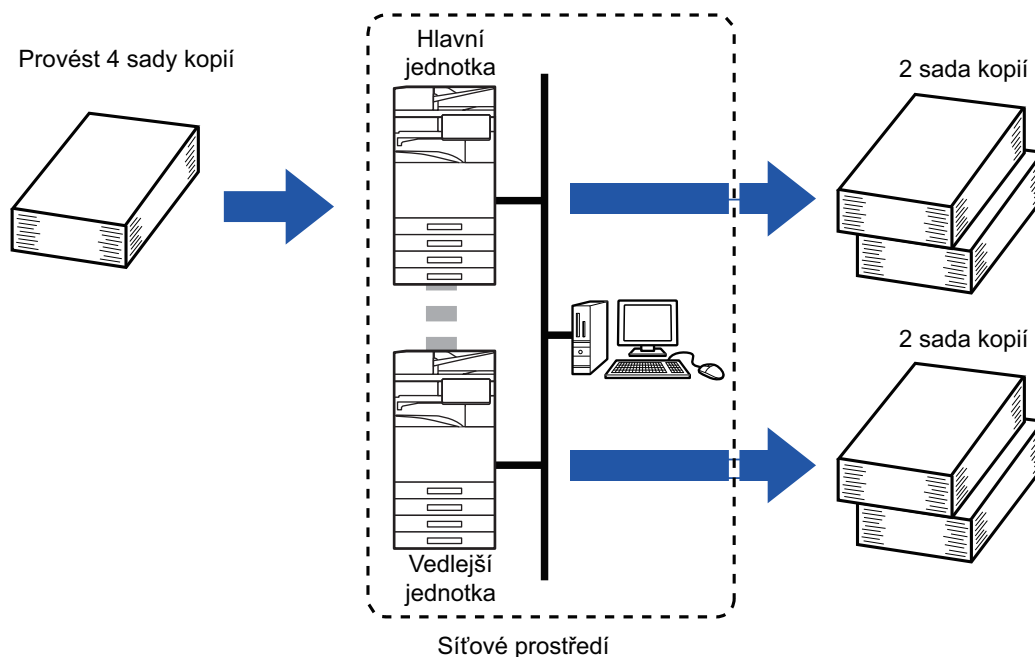 Provést 4 sady kopií
Hlavní
jednotka
2 sada kopií
2 sada kopií
Vedlejší
jednotka
Síťové prostředí